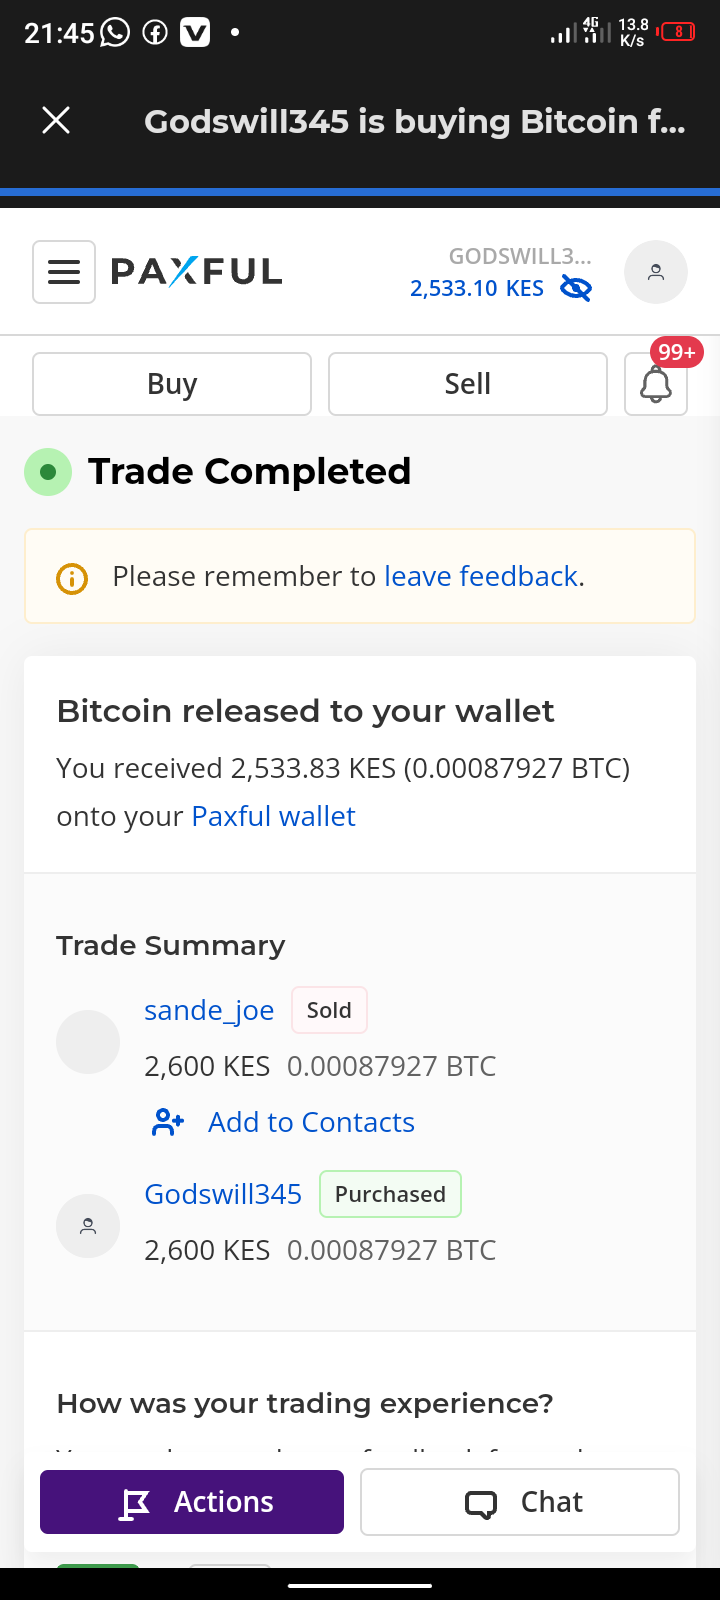 21:45 4G 13.8 K/s 8
Godswill345 is buying Bitcoin f...
PAXFUL
GODSWILL3...
2,533.10 KES
Buy
Sell
99+
Trade Completed
Please remember to leave feedback.
Bitcoin released to your wallet
You received 2,533.83 KES (0.00087927 BTC)
onto your Paxful wallet
Trade Summary
sande_joe Sold
2,600 KES 0.00087927 BTC
Add to Contacts
Godswill345 Purchased
2,600 KES 0.00087927 BTC
How was your trading experience?
Actions
Chat